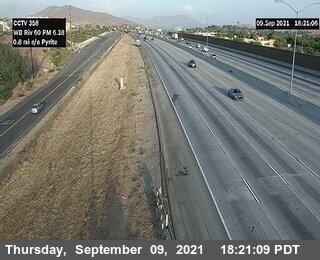 CCTV 358
WB Riv 60 PM 6.28
0.8 mi e/o Pyrite
09.Sep 2021
18:21:06
Thursday, September 09, 2021 18:21:09 PDT